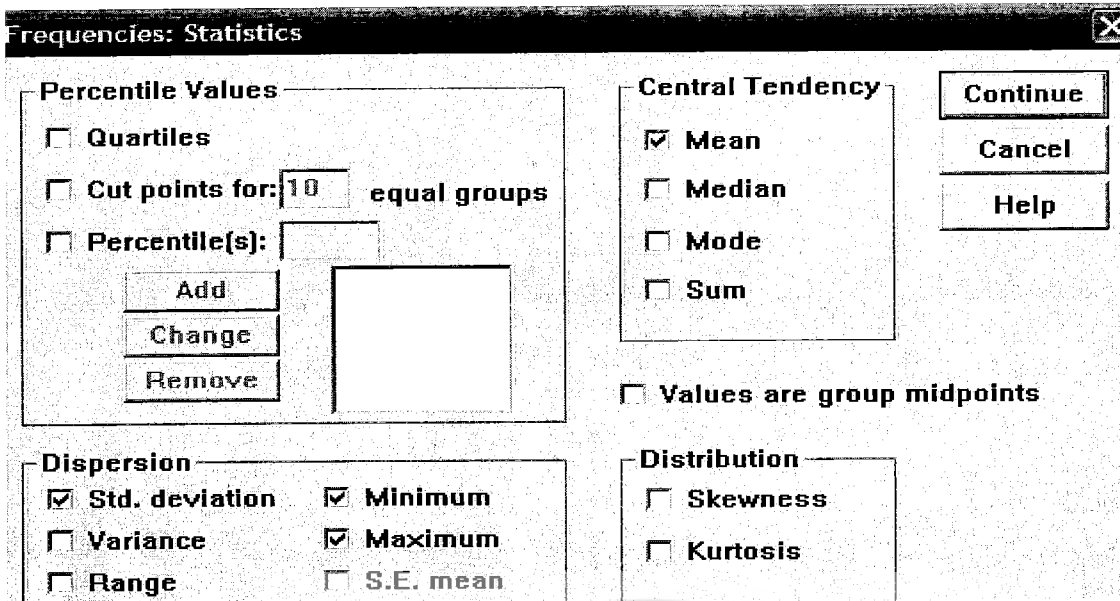 Frequencies: Statistics
Percentile Values
Quartiles
Cut points for: 10 equal groups
Percentile(s):
Add
Change
Remove
Central Tendency
Mean
Median
Mode
Sum
Continue
Cancel
Help
Values are group midpoints
Dispersion
Std. deviation
Minimum
Variance
Maximum
Range
S.E. mean
Distribution
Skewness
Kurtosis